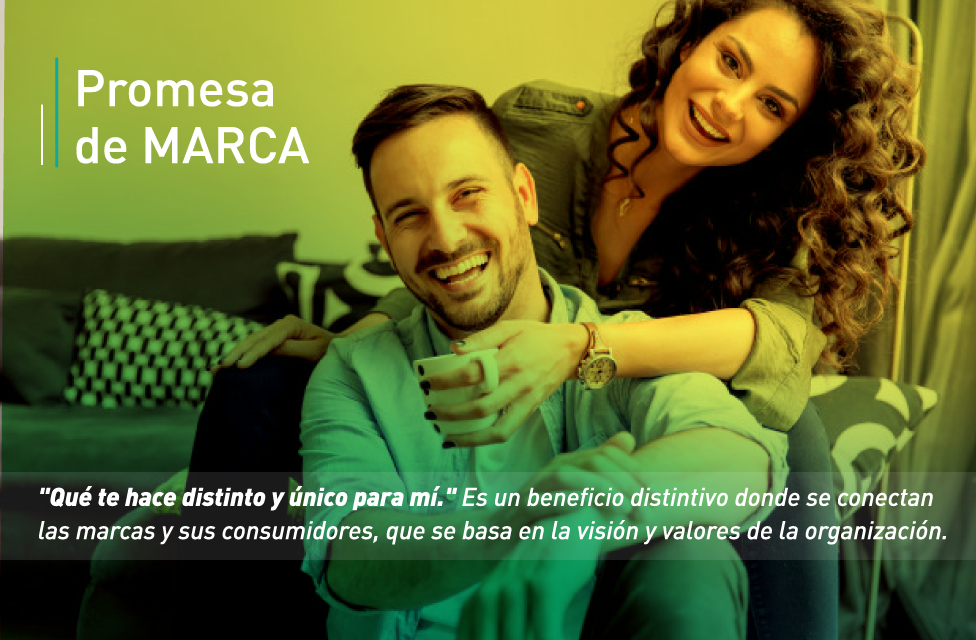 Promesa
de MARCA
"Qué te hace distinto y único para mí." Es un beneficio distintivo donde se conectan
las marcas y sus consumidores, que se basa en la visión y valores de la organización.